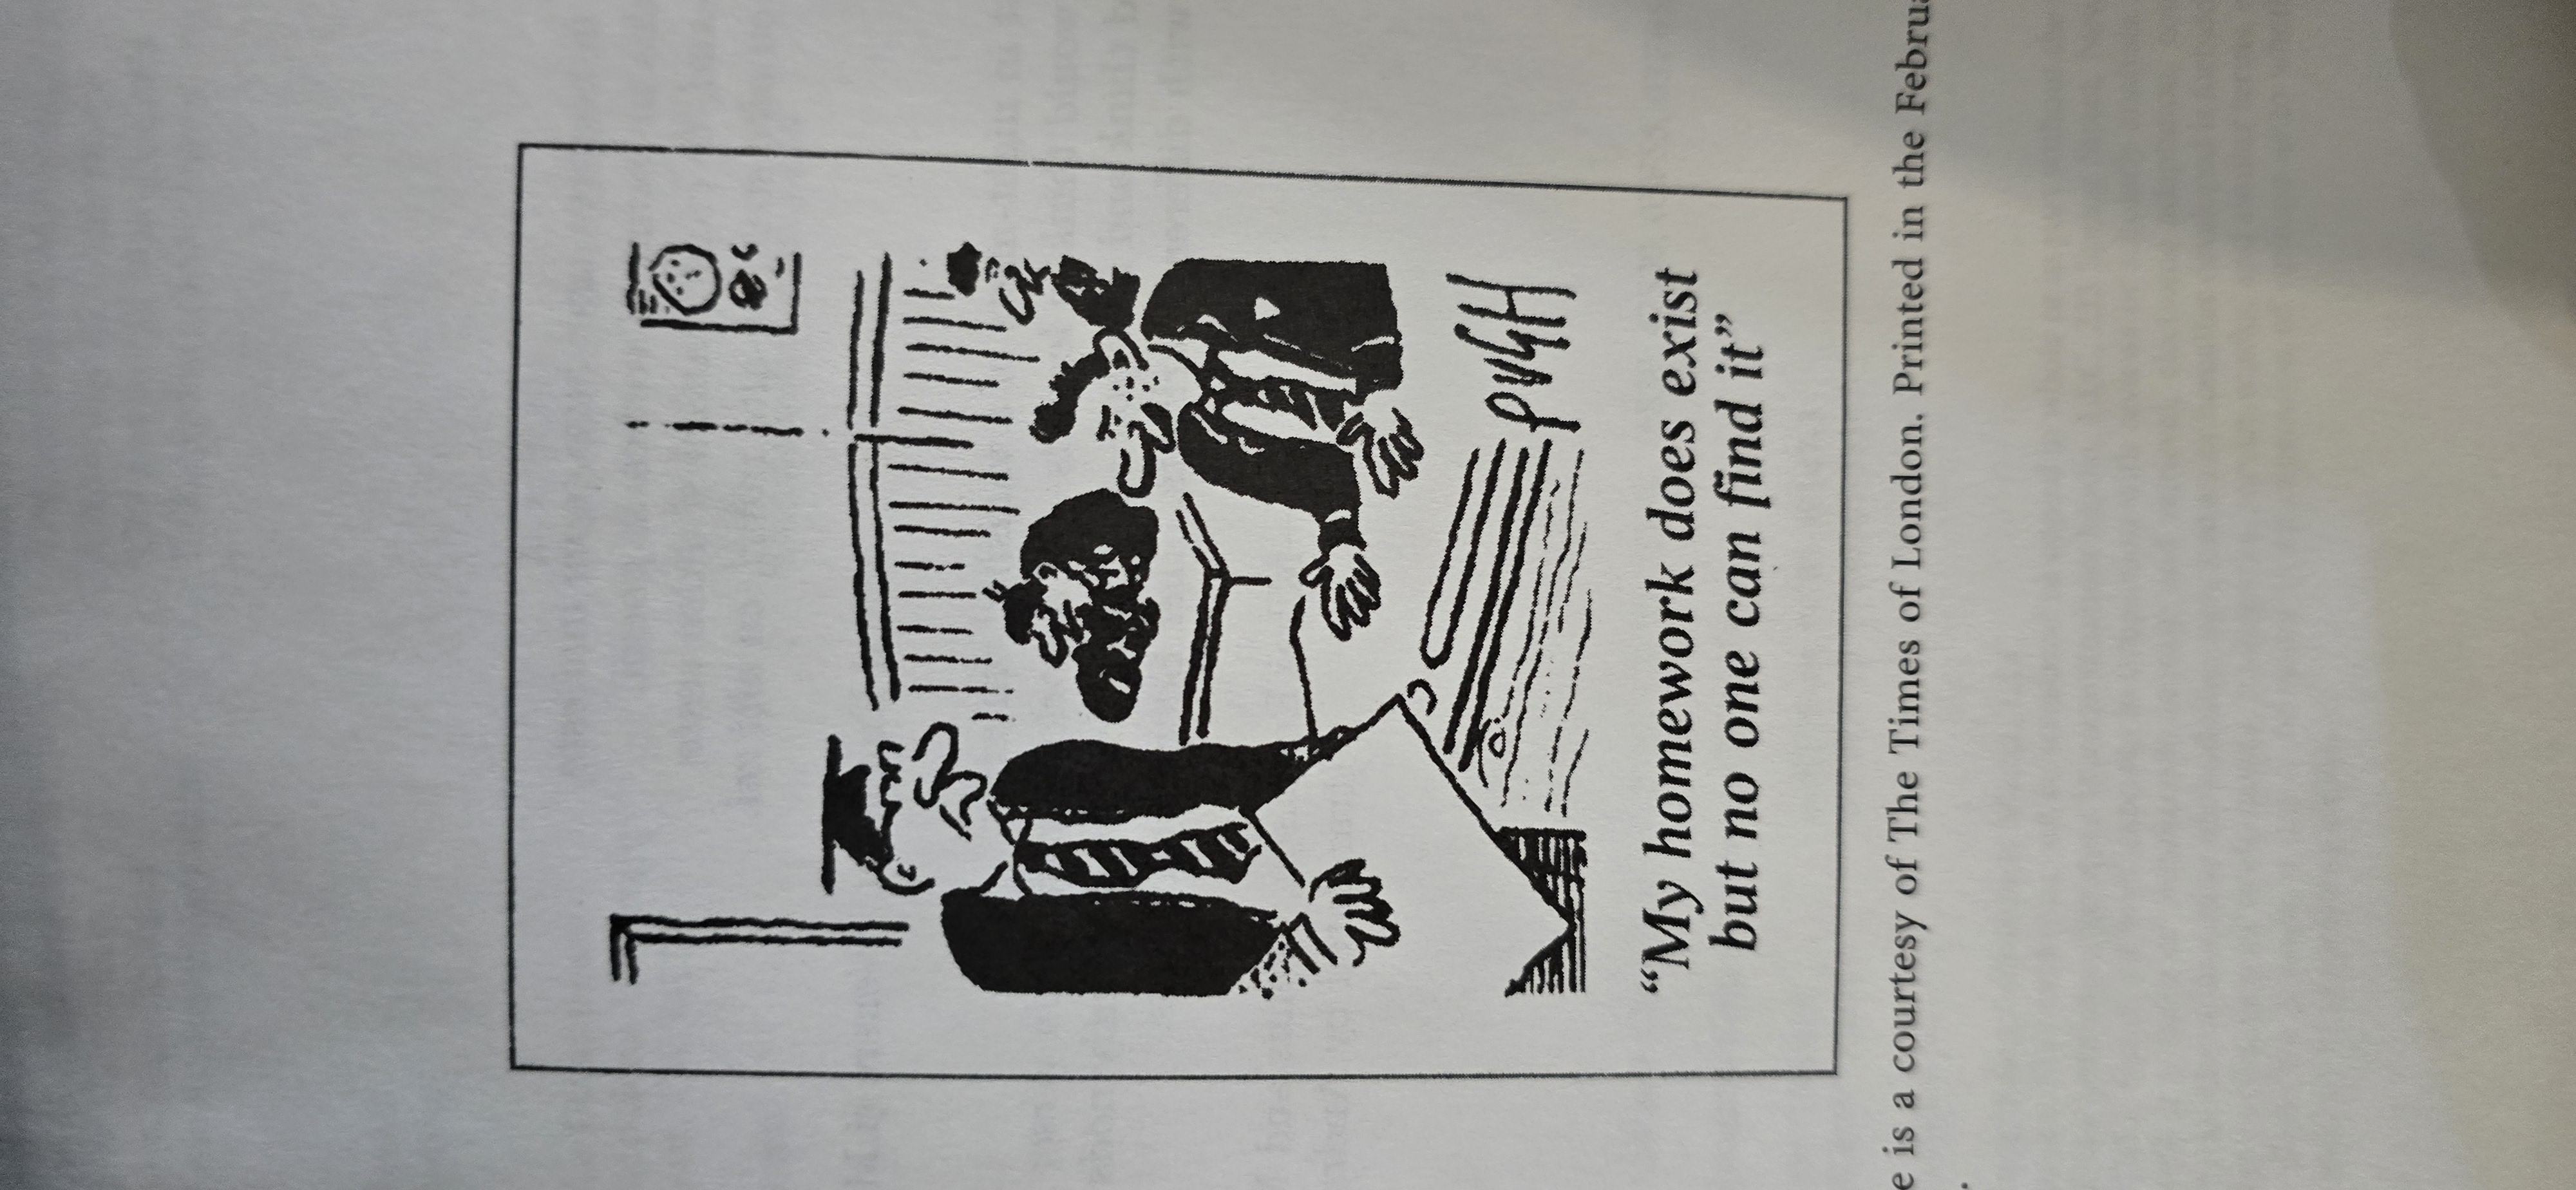 PUGH
“My homework does exist
but no one can find it”
e is a courtesy of The Times of London. Printed in the Februa
.